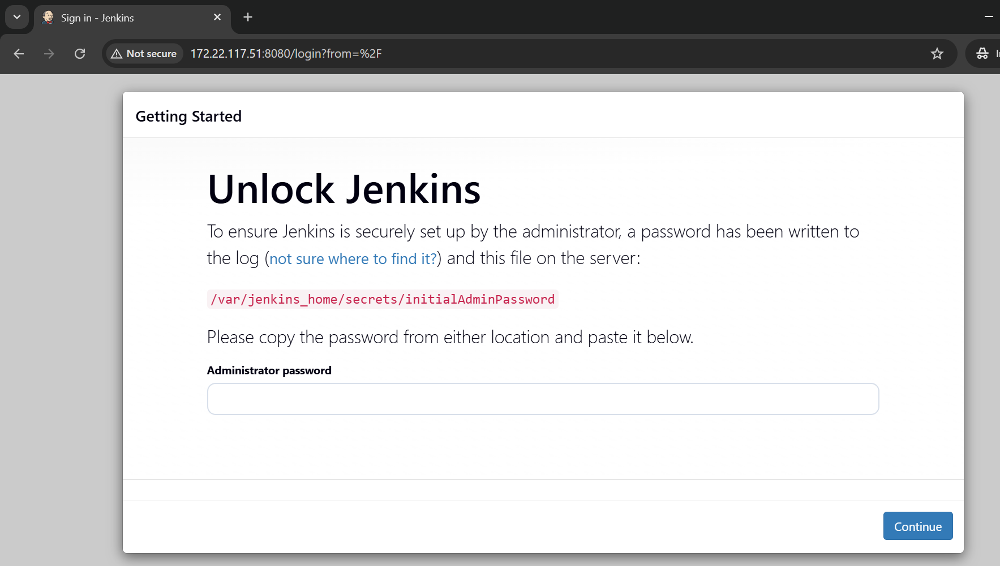 Sign in - Jenkins
Not secure
172.22.117.51:8080/login?from=%2F
Getting Started
Unlock Jenkins
To ensure Jenkins is securely set up by the administrator, a password has been written to
the log (not sure where to find it?) and this file on the server:
/var/jenkins_home/secrets/initialAdminPassword
Please copy the password from either location and paste it below.
Administrator password
Continue